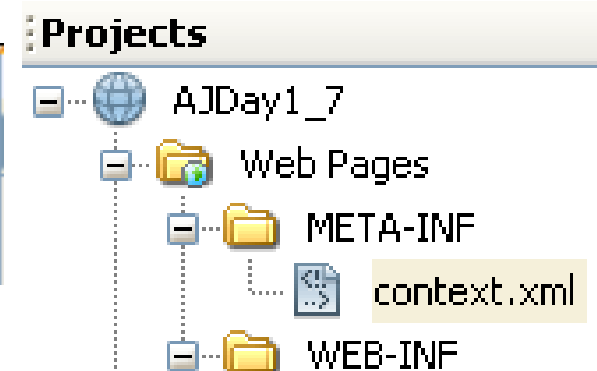 Projects
AJDay1_7
Web Pages
META-INF
context.xml
WEB-INF